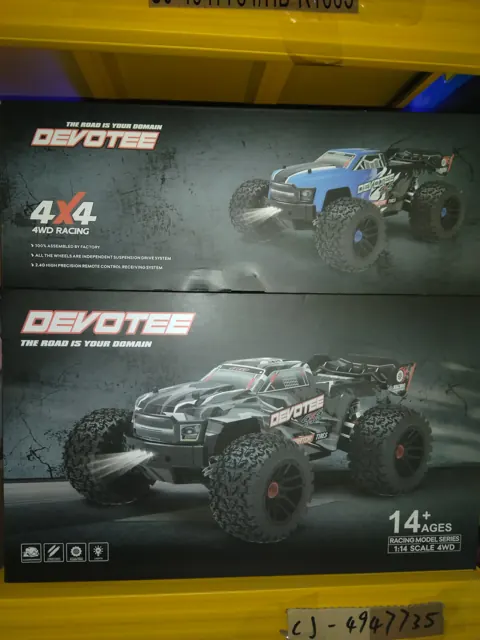 THE ROAD IS YOUR DOMAIN
DEVOTEE
4X4
4WD RACING
100% ASSEMBLED BY FACTORY
ALL THE WHEELS ARE INDEPENDENT SUSPENSION DRIVE SYSTEM
2.4G HIGH PRECISION REMOTE CONTROL RECEIVING SYSTEM
DEVOTEE
THE ROAD IS YOUR DOMAIN
DEVOTEE
14+
AGES
RACING MODEL SERIES
1:14 SCALE 4WD
CJ-4947735